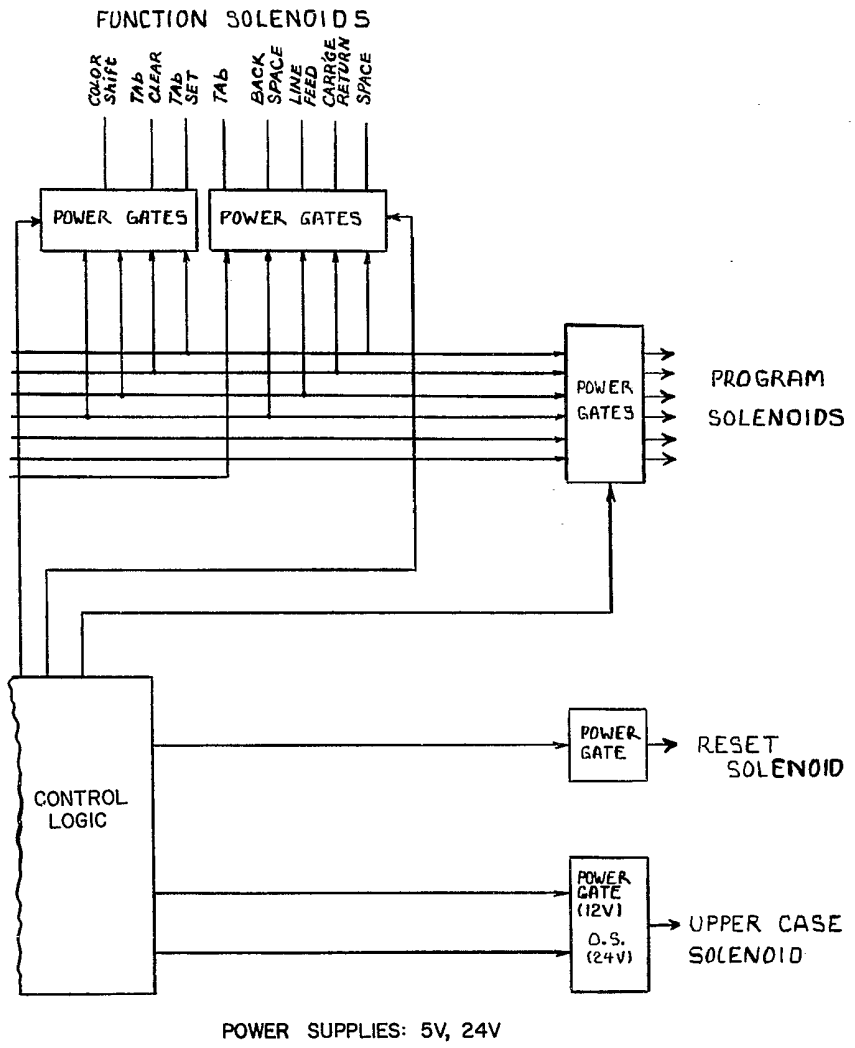 FUNCTION SOLENOIDS
COLOR
Shift
TAb
CLEAR
TAb
SET
TAb
BACK
SPACE
LINE
FEED
CARR'GE
RETURN
SPACE
POWER GATES
POWER GATES
POWER
GATES
PROGRAM
SOLENOIDS
CONTROL
LOGIC
POWER
GATE
RESET
SOLENOID
POWER
GATE
(12V)
O.S.
(24V)
UPPER CASE
SOLENOID
POWER SUPPLIES: 5V, 24V